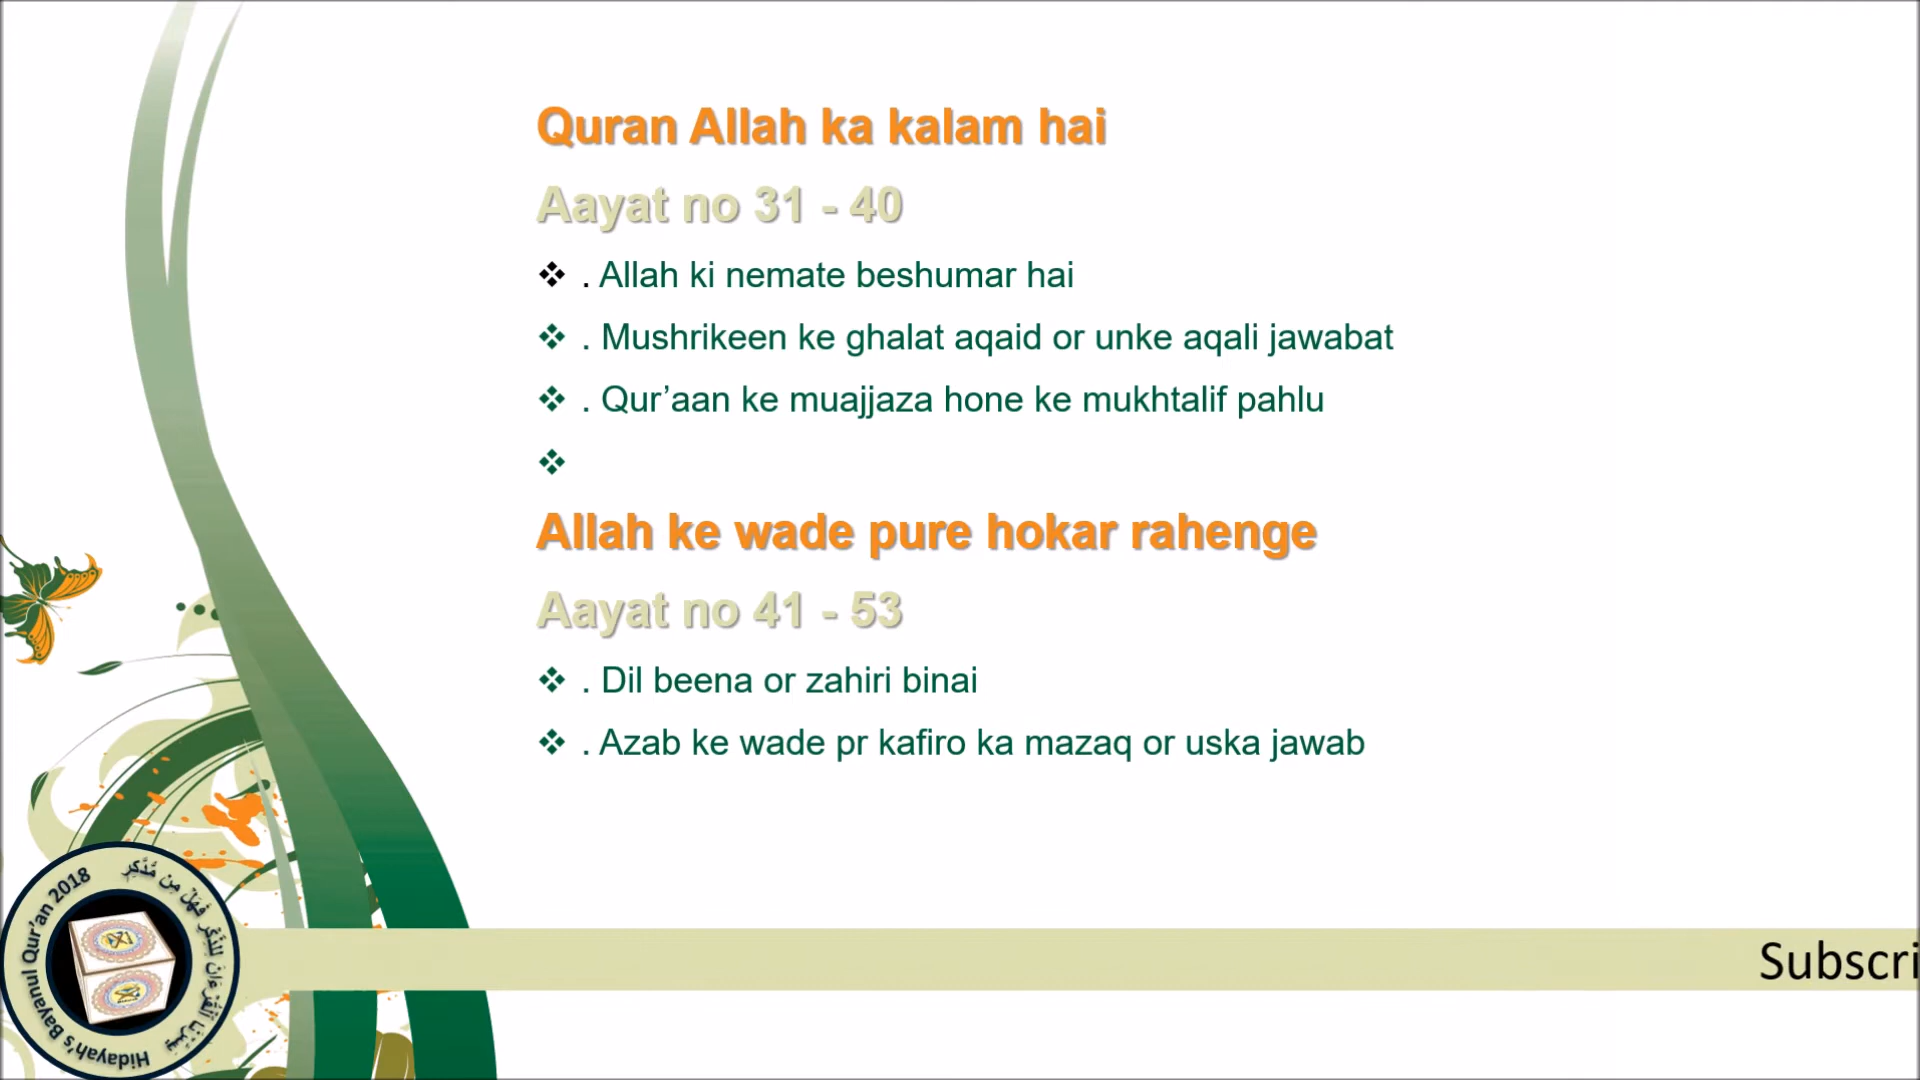 Quran Allah ka kalam hai
Aayat no 31 - 40
❖ . Allah ki nemate beshumar hai
❖ . Mushrikeen ke ghalat aqaid or unke aqali jawabat
❖ . Qur’aan ke muajjaza hone ke mukhtalif pahlu
❖
Allah ke wade pure hokar rahenge
Aayat no 41 - 53
❖ . Dil beena or zahiri binai
❖ . Azab ke wade pr kafiro ka mazaq or uska jawab
Hidayah's Bayanul Qur'an 2018
يَسَّرْنَا الْقُرْءَانَ لِلذِّكْرِ فَهَلْ مِن مُّدَّكِرٍ
Subscri